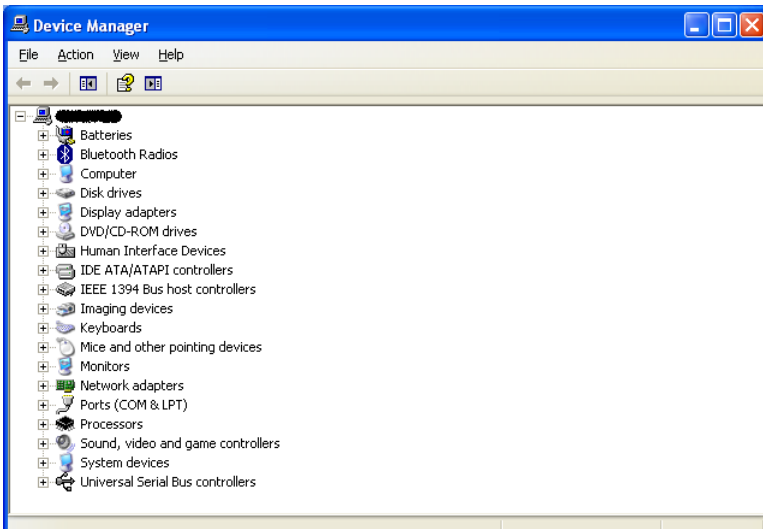 Device Manager
File Action View Help
Batteries
Bluetooth Radios
Computer
Disk drives
Display adapters
DVD/CD-ROM drives
Human Interface Devices
IDE ATA/ATAPI controllers
IEEE 1394 Bus host controllers
Imaging devices
Keyboards
Mice and other pointing devices
Monitors
Network adapters
Ports (COM & LPT)
Processors
Sound, video and game controllers
System devices
Universal Serial Bus controllers